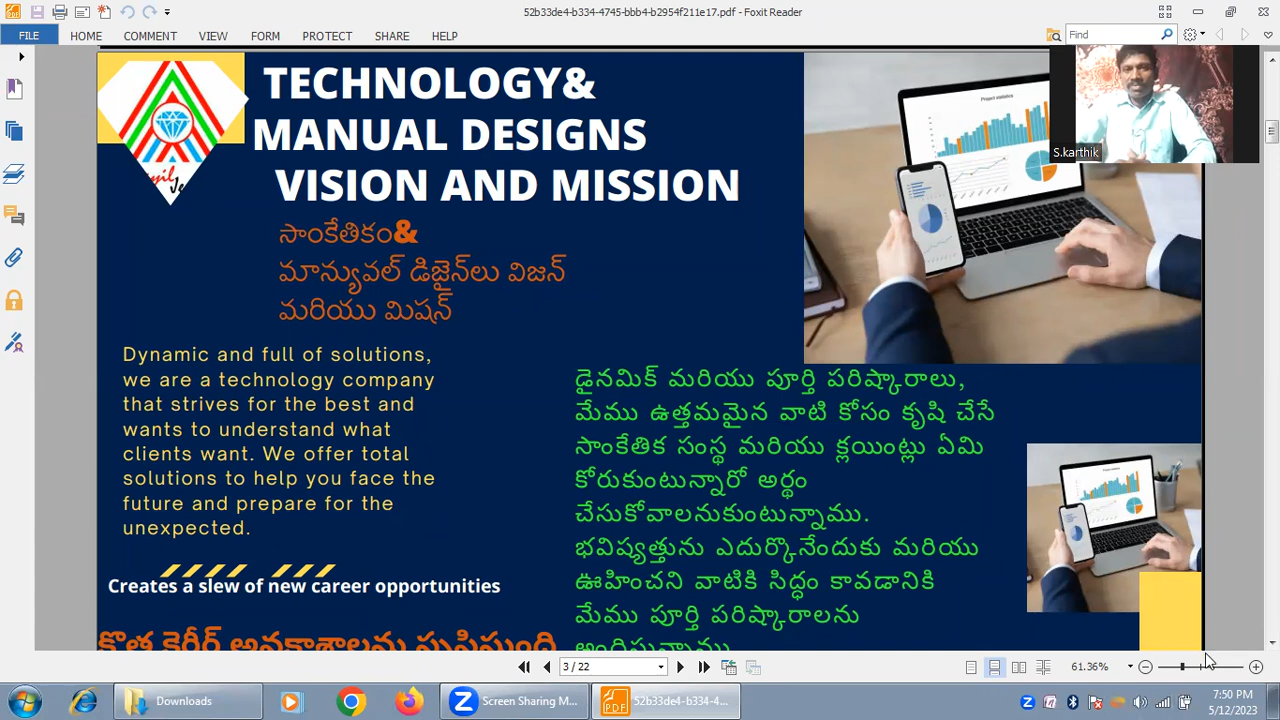 52b33de4-b334-4745-bbb4-b2954f211e17.pdf - Foxit Reader
FILE HOME COMMENT VIEW FORM PROTECT SHARE HELP
Find
TECHNOLOGY&
MANUAL DESIGNS
VISION AND MISSION
S.karthik
సాంకేతికం&
మాన్యువల్ డిజైన్‌లు విజన్
మరియు మిషన్
Dynamic and full of solutions,
we are a technology company
that strives for the best and
wants to understand what
clients want. We offer total
solutions to help you face the
future and prepare for the
unexpected.
Creates a slew of new career opportunities
కొత్త కెరీర్ అవకాశాలను సృష్టిస్తుంది
డైనమిక్ మరియు పూర్తి పరిష్కారాలు,
మేము ఉత్తమమైన వాటి కోసం కృషి చేసే
సాంకేతిక సంస్థ మరియు క్లయింట్లు ఏమి
కోరుకుంటున్నారో అర్థం
చేసుకోవాలనుకుంటున్నాము.
భవిష్యత్తును ఎదుర్కొనేందుకు మరియు
ఊహించని వాటికి సిద్ధం కావడానికి
మేము పూర్తి పరిష్కారాలను
అందిస్తున్నాము
3 / 22
61.36%
Downloads
Screen Sharing M...
52b33de4-b334-4...
7:50 PM
5/12/2023